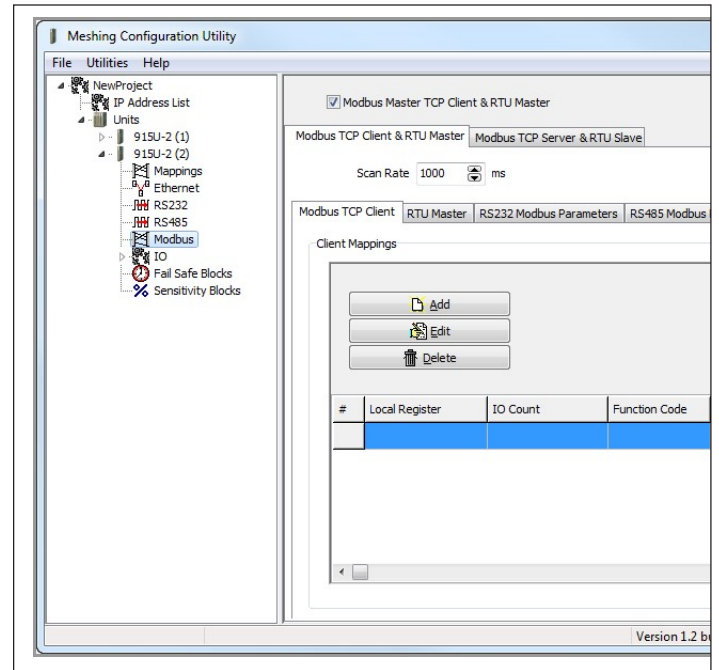 Meshing Configuration Utility
File Utilities Help
NewProject
IP Address List
Units
915U-2 (1)
915U-2 (2)
Mappings
Ethernet
RS232
RS485
Modbus
IO
Fail Safe Blocks
Sensitivity Blocks
Modbus Master TCP Client & RTU Master
Modbus TCP Client & RTU Master Modbus TCP Server & RTU Slave
Scan Rate 1000 ms
Modbus TCP Client RTU Master RS232 Modbus Parameters RS485 Modbus
Client Mappings
Add
Edit
Delete
# Local Register IO Count Function Code
Version 1.2